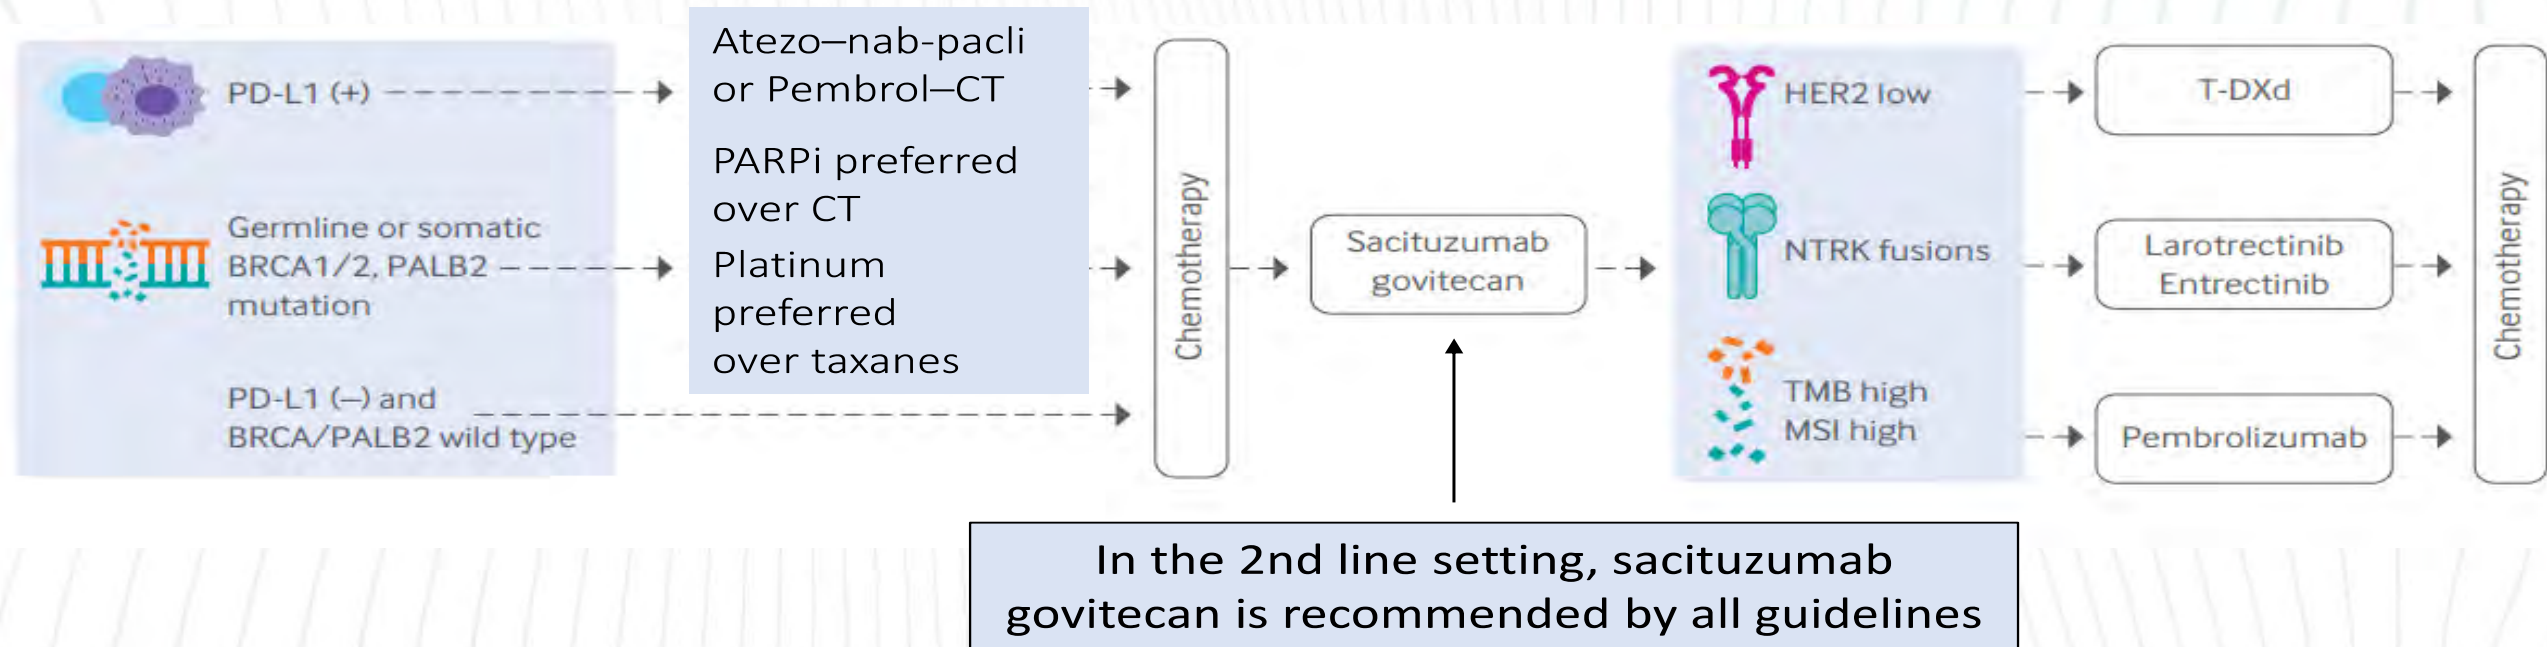 PD-L1 (+)
Germline or somatic
BRCA1/2, PALB2
mutation
PD-L1 (–) and
BRCA/PALB2 wild type
Atezo–nab-pacli
or Pembrol–CT
PARPi preferred
over CT
Platinum
preferred
over taxanes
Chemotherapy
Sacituzumab
govitecan
HER2 low
NTRK fusions
TMB high
MSI high
T-DXd
Larotrectinib
Entrectinib
Pembrolizumab
Chemotherapy
In the 2nd line setting, sacituzumab
govitecan is recommended by all guidelines